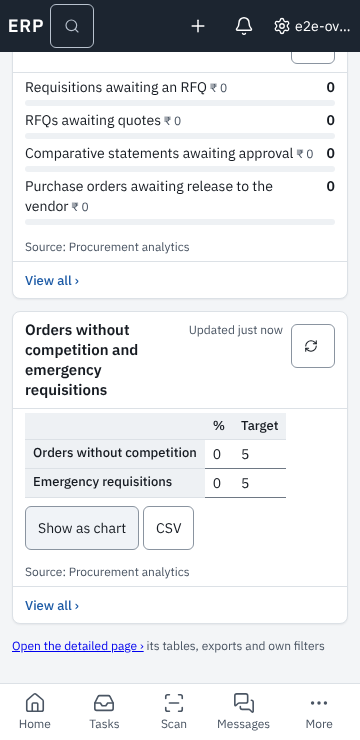 ERP
e2e-ov...
Requisitions awaiting an RFQ ₹ 0 0
RFQs awaiting quotes ₹ 0 0
Comparative statements awaiting approval ₹ 0 0
Purchase orders awaiting release to the 0
vendor ₹ 0
Source: Procurement analytics
View all ›
Orders without Updated just now
competition and
emergency
requisitions
% Target
Orders without competition 0 5
Emergency requisitions 0 5
Show as chart CSV
Source: Procurement analytics
View all ›
Open the detailed page › its tables, exports and own filters
Home Tasks Scan Messages More